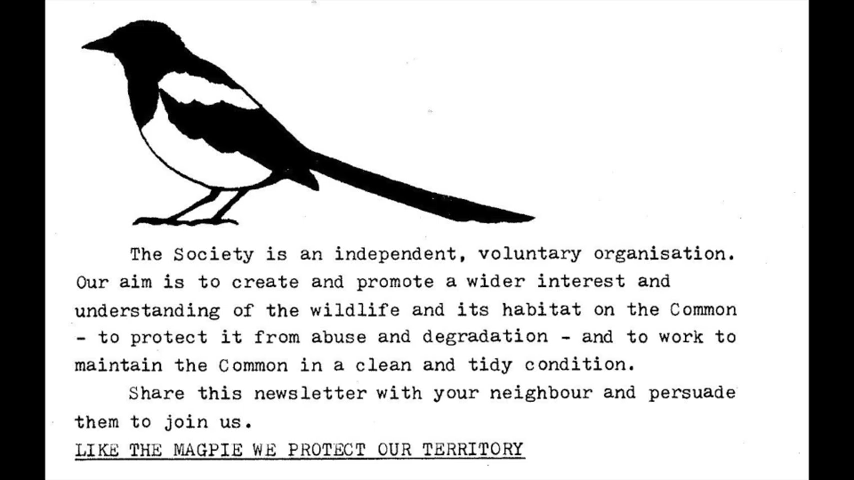 The Society is an independent, voluntary organisation.
Our aim is to create and promote a wider interest and
understanding of the wildlife and its habitat on the Common
- to protect it from abuse and degradation - and to work to
maintain the Common in a clean and tidy condition.
Share this newsletter with your neighbour and persuade
them to join us.
LIKE THE MAGPIE WE PROTECT OUR TERRITORY